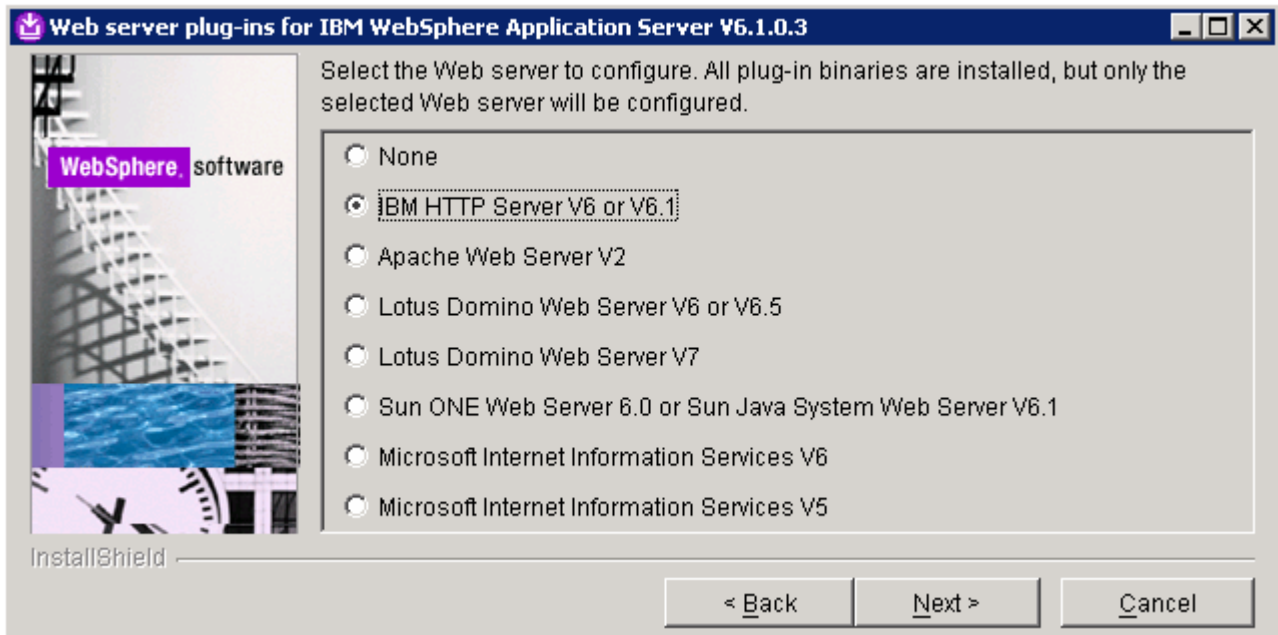 Web server plug-ins for IBM WebSphere Application Server V6.1.0.3
Select the Web server to configure. All plug-in binaries are installed, but only the
selected Web server will be configured.
WebSphere. software
None
IBM HTTP Server V6 or V6.1
Apache Web Server V2
Lotus Domino Web Server V6 or V6.5
Lotus Domino Web Server V7
Sun ONE Web Server 6.0 or Sun Java System Web Server V6.1
Microsoft Internet Information Services V6
Microsoft Internet Information Services V5
InstallShield
< Back
Next >
Cancel